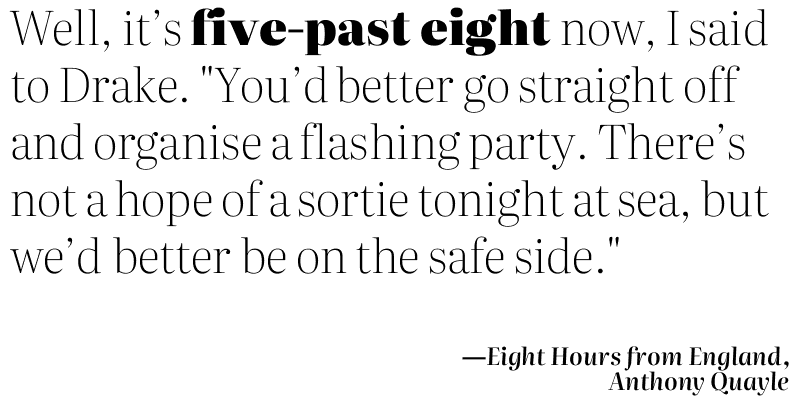 Well, it’s five-past eight now, I said
to Drake. "You’d better go straight off
and organise a flashing party. There’s
not a hope of a sortie tonight at sea, but
we’d better be on the safe side."
—Eight Hours from England,
Anthony Quayle